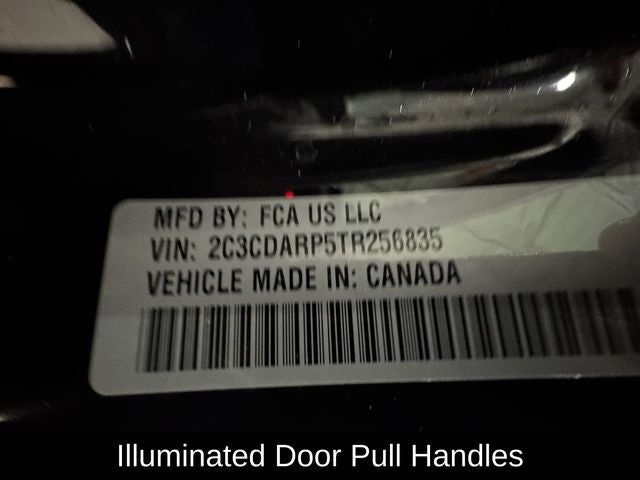 MFD BY: FCA US LLC
VIN: 2C3CDARP5TR256835
VEHICLE MADE IN: CANADA
Illuminated Door Pull Handles